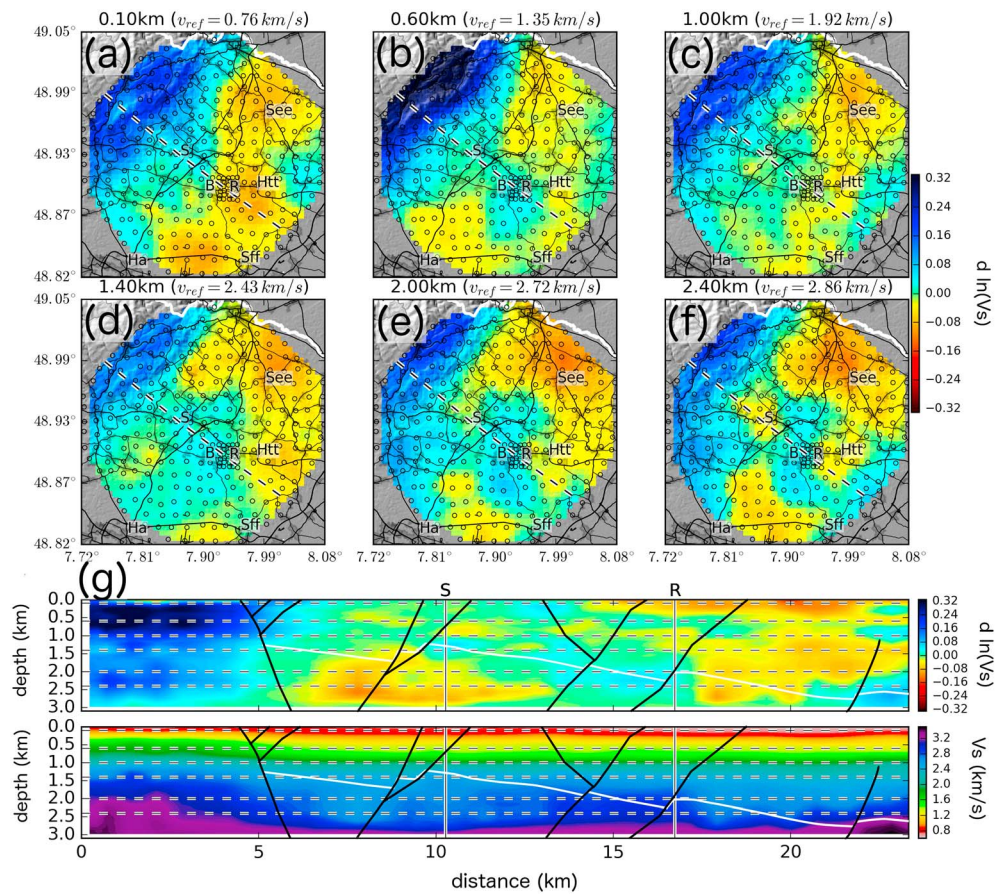 0.10km (v_ref = 0.76 km/s)
0.60km (v_ref = 1.35 km/s)
1.00km (v_ref = 1.92 km/s)
49.05°
48.99°
48.93°
48.87°
48.82°
(a)
See
S
B
R
Htt
Ha
Sff
(b)
See
S
B
R
Htt
Ha
Sff
(c)
See
S
B
R
Htt
Ha
Sff
0.32
0.24
0.16
0.08
0.00
−0.08
−0.16
−0.24
−0.32
d ln(Vs)
1.40km (v_ref = 2.43 km/s)
2.00km (v_ref = 2.72 km/s)
2.40km (v_ref = 2.86 km/s)
49.05°
48.99°
48.93°
48.87°
48.82°
(d)
See
S
B
R
Htt
Ha
Sff
(e)
See
S
B
R
Htt
Ha
Sff
(f)
See
S
B
R
Htt
Ha
Sff
7.72° 7.81° 7.90° 7.99° 8.08°
7.72° 7.81° 7.90° 7.99° 8.08°
7.72° 7.81° 7.90° 7.99° 8.08°
(g)
S
R
0.0
0.5
1.0
1.5
2.0
2.5
3.0
depth (km)
0.32
0.24
0.16
0.08
0.00
−0.08
−0.16
−0.24
−0.32
d ln(Vs)
0.0
0.5
1.0
1.5
2.0
2.5
3.0
depth (km)
3.2
2.8
2.4
2.0
1.6
1.2
0.8
Vs (km/s)
0 5 10 15 20
distance (km)